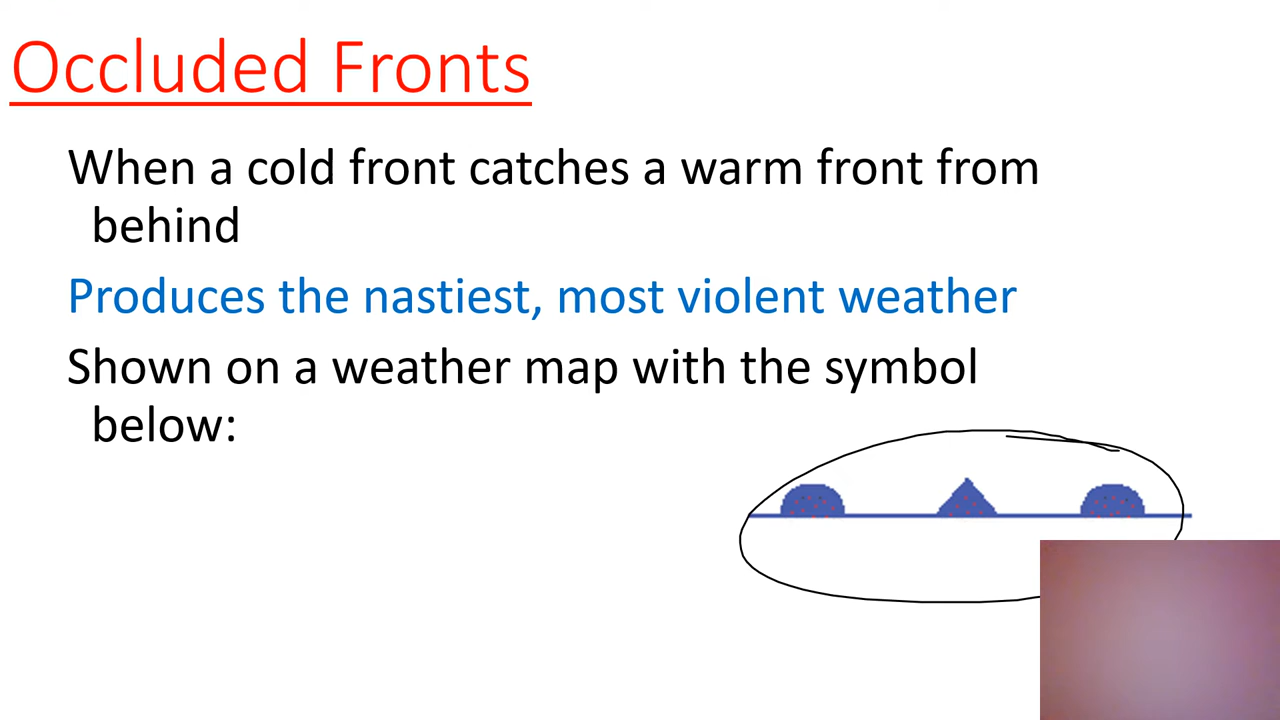 Occluded Fronts
When a cold front catches a warm front from
behind
Produces the nastiest, most violent weather
Shown on a weather map with the symbol
below: